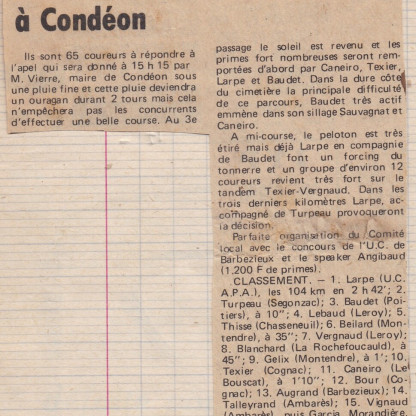 à Condéon
Ils sont 65 coureurs à répondre à
l'apel qui sera donné à 15 h 15 par
M. Vierre, maire de Condéon sous
une pluie fine et cette pluie deviendra
un ouragan durant 2 tours mais cela
n'empêchera pas les concurrents
d'effectuer une belle course. Au 3e
passage le soleil est revenu et les
primes fort nombreuses seront rem-
portées d'abord par Caneiro, Texier,
Larpe et Baudet. Dans la dure côte
du cimetière la principale difficulté
de ce parcours, Baudet très actif
emmène dans son sillage Sauvagnat et
Caneiro.
A mi-course, le peloton est très
étiré mais déjà Larpe en compagnie
de Baudet font un forcing du
tonnerre et un groupe d'environ 12
coureurs revient très fort sur le
tandem Texier-Vergnaud. Dans les
trois derniers kilomètres Larpe, ac-
compagné de Turpeau provoqueront
la décision.
Parfaite organisation du Comité
local avec le concours de l'U.C. de
Barbezieux et le speaker Angibaud
(1.200 F de primes).
CLASSEMENT. — 1. Larpe (U.C.
A.P.A.), les 104 km en 2 h 42'; 2.
Turpeau (Segonzac); 3. Baudet (Poi-
tiers), à 10"; 4. Lebaud (Leroy); 5.
Thisse (Chasseneuil); 6. Beilard (Mon-
tendre), à 35"; 7. Vergnaud (Leroy);
8. Blanchard (La Rochefoucauld), à
45"; 9. Gelix (Montendre), à 1'; 10.
Texier (Cognac); 11. Caneiro (Le
Bouscat), à 1'10"; 12. Bour (Co-
gnac); 13. Augrand (Barbezieux); 14.
Talleyrand (Ambarès); 15. Vignaud
(Ambarès), puis Garcia, Morandière,